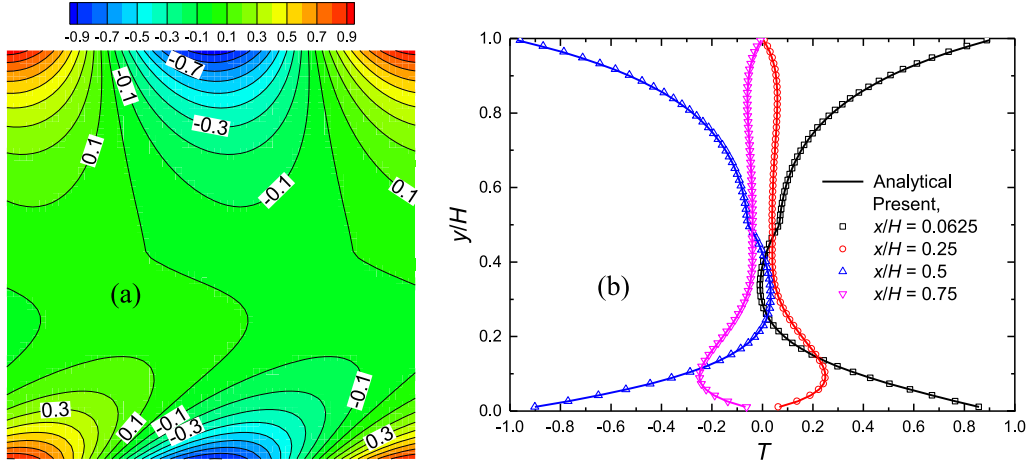 -0.9 -0.7 -0.5 -0.3 -0.1 0.1 0.3 0.5 0.7 0.9
-0.7
-0.1
-0.3
0.1
-0.1
0.1
(a)
-0.1
0.3
0.1
-0.1
-0.3
0.3
1.0
0.8
0.6
0.4
0.2
0.0
y/H
Analytical
Present,
x/H = 0.0625
x/H = 0.25
x/H = 0.5
x/H = 0.75
(b)
-1.0 -0.8 -0.6 -0.4 -0.2 0.0 0.2 0.4 0.6 0.8 1.0
T